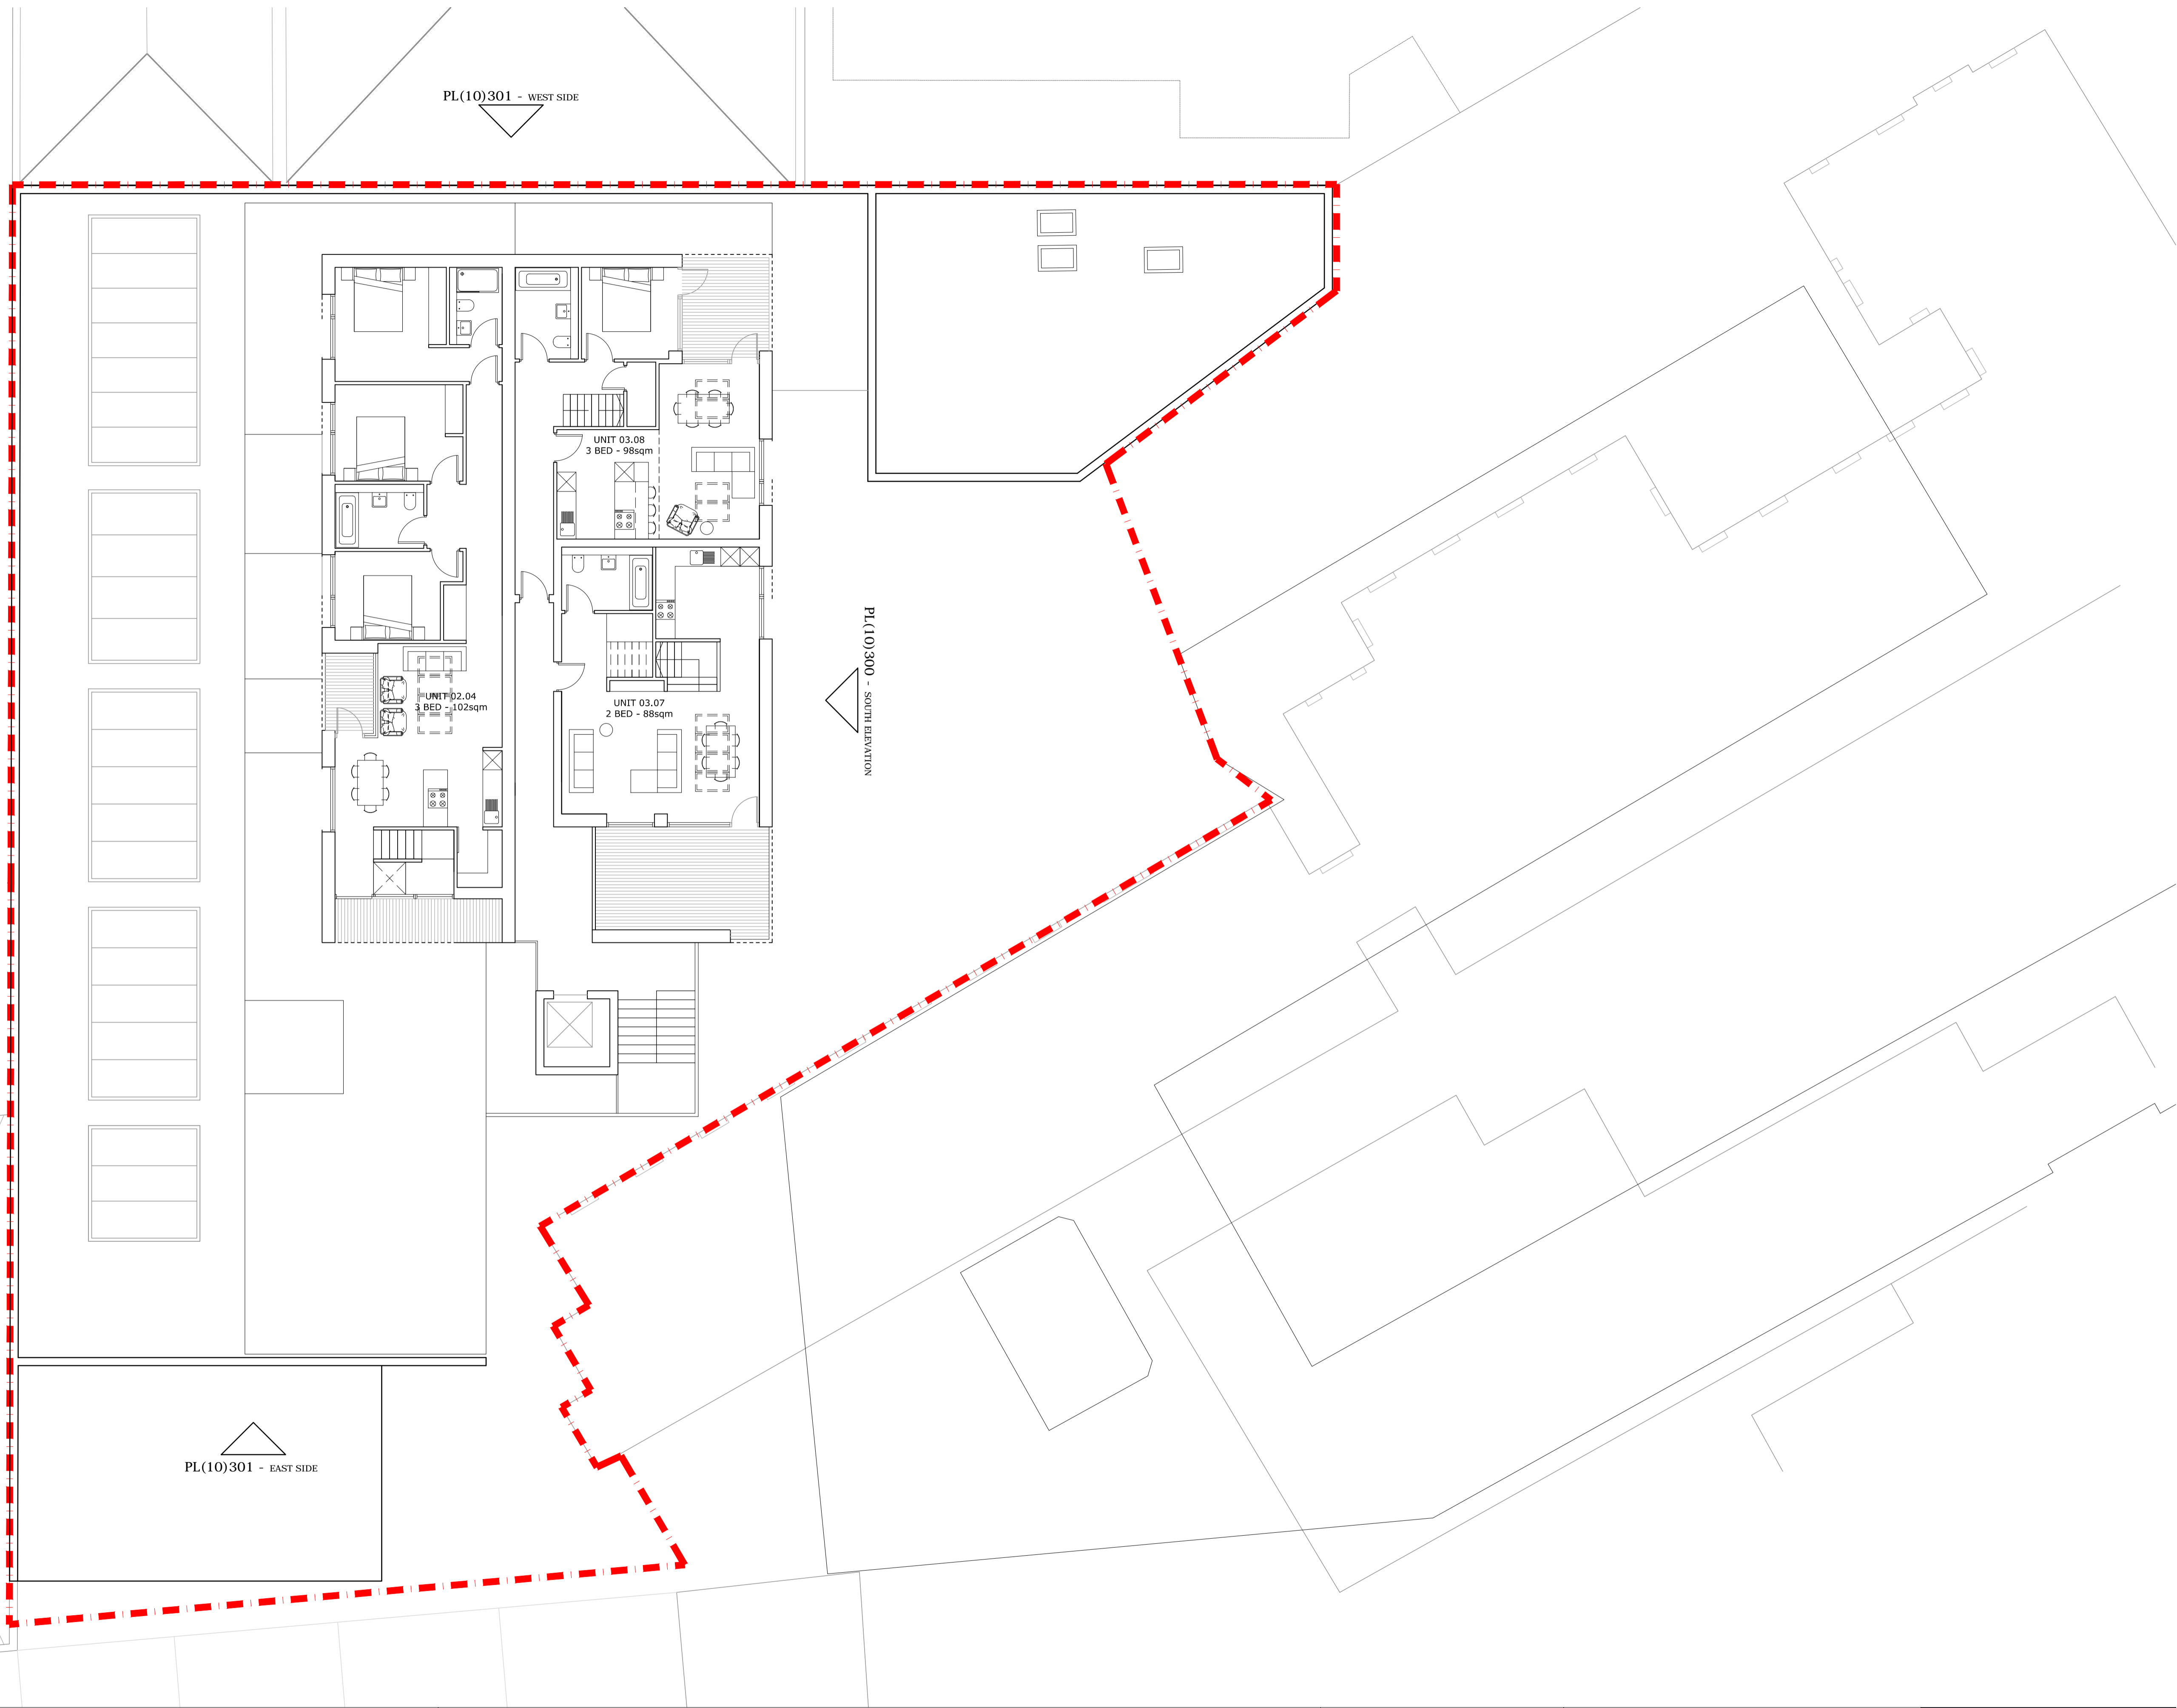 PL(10)301 - WEST SIDE
UNIT 03.08
3 BED - 98sqm
PL(10)300 - SOUTH ELEVATION
UNIT 02.04
3 BED - 102sqm
UNIT 03.07
2 BED - 88sqm
PL(10)301 - EAST SIDE